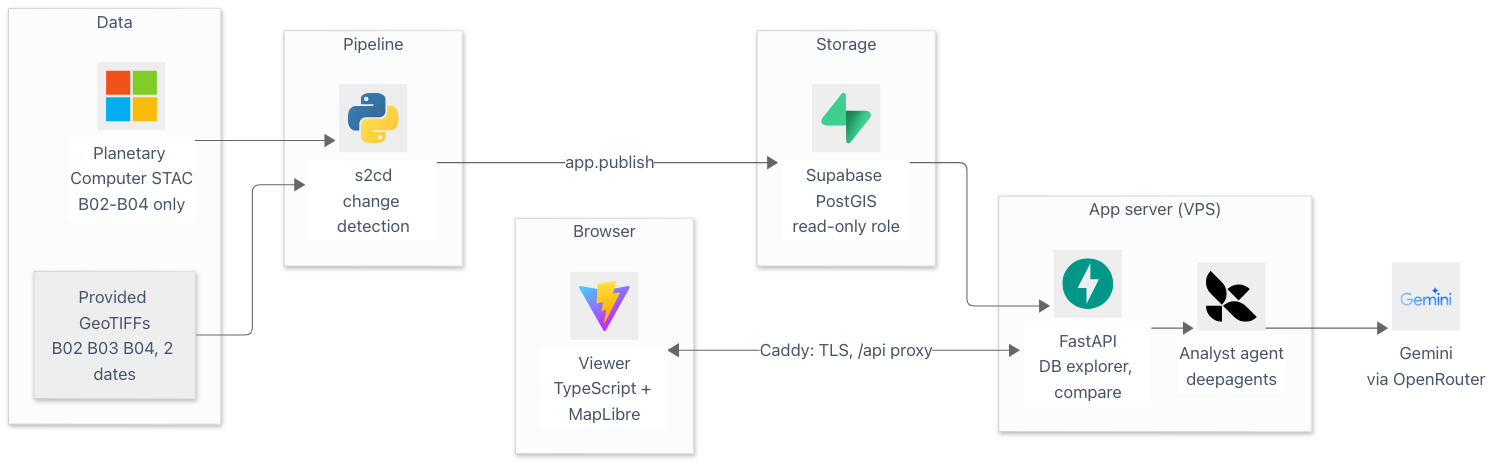 Data
Planetary
Computer STAC
B02-B04 only
Provided
GeoTIFFs
B02 B03 B04, 2
dates
Pipeline
s2cd
change
detection
app.publish
Storage
Supabase
PostGIS
read-only role
Browser
Viewer
TypeScript +
MapLibre
Caddy: TLS, /api proxy
App server (VPS)
FastAPI
DB explorer,
compare
Analyst agent
deepagents
Gemini
Gemini
via OpenRouter